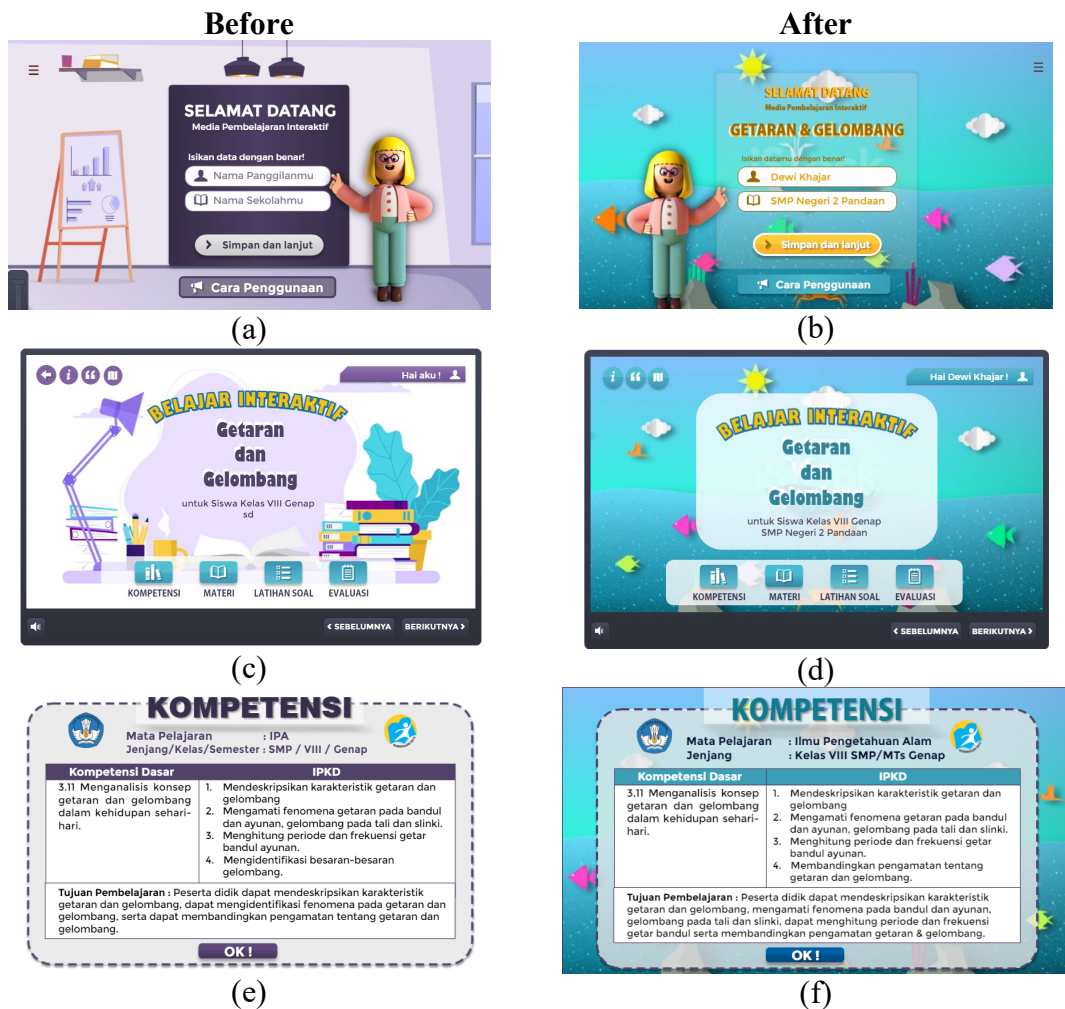 Before
After
SELAMAT DATANG
Media Pembelajaran Interaktif
Isikan data dengan benar!
Nama Panggilanmu
Nama Sekolahmu
Simpan dan lanjut
Cara Penggunaan
(a)
SELAMAT DATANG
Media Pembelajaran Interaktif
GETARAN & GELOMBANG
Isikan datamu dengan benar!
Dewi Khajar
SMP Negeri 2 Pandaan
Simpan dan lanjut
Cara Penggunaan
(b)
Hai aku !
BELAJAR INTERAKTIF
Getaran
dan
Gelombang
untuk Siswa Kelas VIII Genap
sd
KOMPETENSI MATERI LATIHAN SOAL EVALUASI
< SEBELUMNYA BERIKUTNYA >
(c)
Hai Dewi Khajar !
BELAJAR INTERAKTIF
Getaran
dan
Gelombang
untuk Siswa Kelas VIII Genap
SMP Negeri 2 Pandaan
KOMPETENSI MATERI LATIHAN SOAL EVALUASI
< SEBELUMNYA BERIKUTNYA >
(d)
KOMPETENSI
Mata Pelajaran : IPA
Jenjang/Kelas/Semester : SMP / VIII / Genap
Kompetensi Dasar IPKD
3.11 Menganalisis konsep
getaran dan gelombang
dalam kehidupan sehari-
hari.
1. Mendeskripsikan karakteristik getaran dan
gelombang
2. Mengamati fenomena getaran pada bandul
dan ayunan, gelombang pada tali dan slinki.
3. Menghitung periode dan frekuensi getar
bandul ayunan.
4. Mengidentifikasi besaran-besaran
gelombang.
Tujuan Pembelajaran : Peserta didik dapat mendeskripsikan karakteristik
getaran dan gelombang, dapat mengidentifikasi fenomena pada getaran dan
gelombang, serta dapat membandingkan pengamatan tentang getaran dan
gelombang.
OK !
(e)
KOMPETENSI
Mata Pelajaran : Ilmu Pengetahuan Alam
Jenjang : Kelas VIII SMP/MTs Genap
Kompetensi Dasar IPKD
3.11 Menganalisis konsep
getaran dan gelombang
dalam kehidupan sehari-
hari.
1. Mendeskripsikan karakteristik getaran dan
gelombang
2. Mengamati fenomena getaran pada bandul
dan ayunan, gelombang pada tali dan slinki.
3. Menghitung periode dan frekuensi getar
bandul ayunan.
4. Membandingkan pengamatan tentang
getaran dan gelombang.
Tujuan Pembelajaran : Peserta didik dapat mendeskripsikan karakteristik
getaran dan gelombang, mengamati fenomena pada bandul dan ayunan,
gelombang pada tali dan slinki, dapat menghitung periode dan frekuensi
getar bandul serta membandingkan pengamatan getaran & gelombang.
OK !
(f)